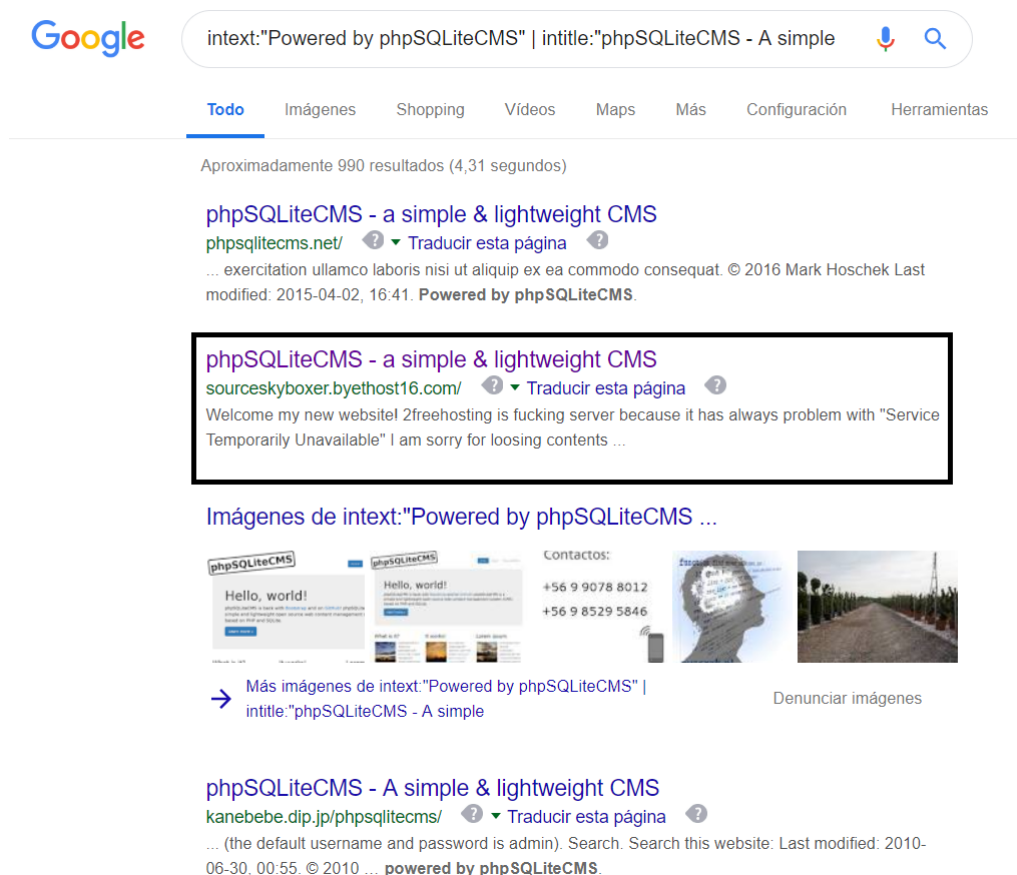 Google
intext:"Powered by phpSQLiteCMS" | intitle:"phpSQLiteCMS - A simple
Todo Imágenes Shopping Vídeos Maps Más Configuración Herramientas
Aproximadamente 990 resultados (4,31 segundos)
phpSQLiteCMS - a simple & lightweight CMS
phpsqlitecms.net/ ? Traducir esta página ?
... exercitation ullamco laboris nisi ut aliquip ex ea commodo consequat. © 2016 Mark Hoschek Last
modified: 2015-04-02, 16:41. Powered by phpSQLiteCMS.
phpSQLiteCMS - a simple & lightweight CMS
sourceskyboxer.byethost16.com/ ? Traducir esta página ?
Welcome my new website! 2freehosting is fucking server because it has always problem with "Service
Temporarily Unavailable" I am sorry for loosing contents ...
Imágenes de intext:"Powered by phpSQLiteCMS ...
phpSQLiteCMS
Hello, world!
phpSQLiteCMS
Hello, world!
Contactos:
+56 9 9078 8012
+56 9 8529 5846
Más imágenes de intext:"Powered by phpSQLiteCMS" |
intitle:"phpSQLiteCMS - A simple
Denunciar imágenes
phpSQLiteCMS - A simple & lightweight CMS
kanebebe.dip.jp/phpsqlitecms/ ? Traducir esta página ?
... (the default username and password is admin). Search. Search this website: Last modified: 2010-
06-30, 00:55. © 2010 ... powered by phpSQLiteCMS.